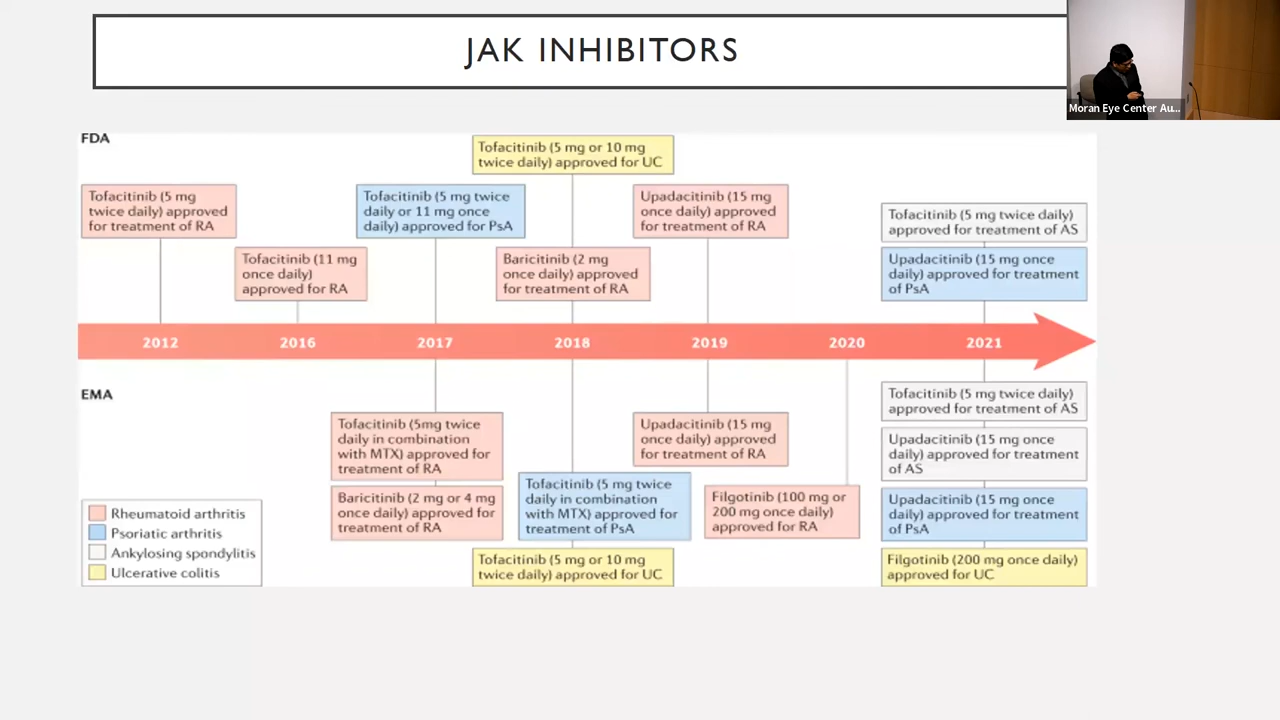 JAK INHIBITORS
Moran Eye Center Au...
FDA
Tofacitinib (5 mg or 10 mg
twice daily) approved for UC
Tofacitinib (5 mg
twice daily) approved
for treatment of RA
Tofacitinib (5 mg twice
daily or 11 mg once
daily) approved for PsA
Upadacitinib (15 mg
once daily) approved
for treatment of RA
Tofacitinib (5 mg twice daily)
approved for treatment of AS
Tofacitinib (11 mg
once daily)
approved for RA
Baricitinib (2 mg
once daily) approved
for treatment of RA
Upadacitinib (15 mg once
daily) approved for treatment
of PsA
2012 2016 2017 2018 2019 2020 2021
EMA
Tofacitinib (5mg twice
daily in combination
with MTX) approved for
treatment of RA
Upadacitinib (15 mg
once daily) approved
for treatment of RA
Tofacitinib (5 mg twice daily)
approved for treatment of AS
Upadacitinib (15 mg once
daily) approved for treatment
of AS
Baricitinib (2 mg or 4 mg
once daily) approved for
treatment of RA
Tofacitinib (5 mg twice
daily in combination
with MTX) approved for
treatment of PsA
Filgotinib (100 mg or
200 mg once daily)
approved for RA
Upadacitinib (15 mg once
daily) approved for treatment
of PsA
Tofacitinib (5 mg or 10 mg
twice daily) approved for UC
Filgotinib (200 mg once daily)
approved for UC
Rheumatoid arthritis
Psoriatic arthritis
Ankylosing spondylitis
Ulcerative colitis